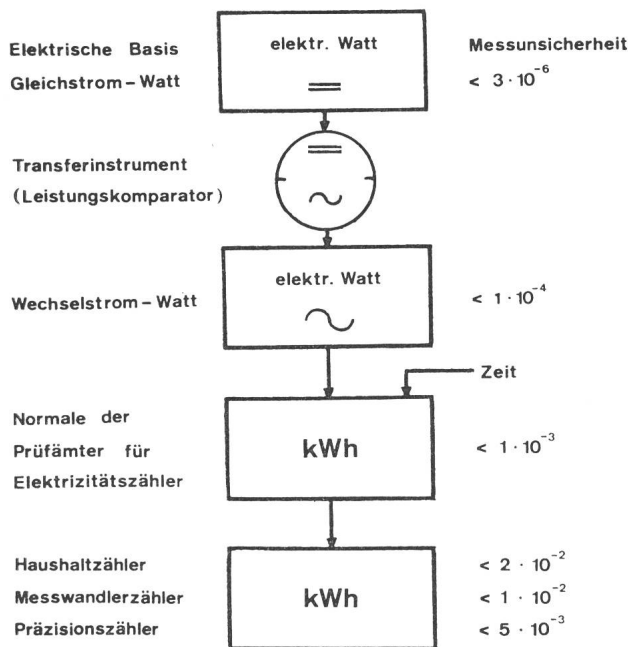 elektr. Watt
Elektrische Basis
Messunsicherheit
Gleichstrom-Watt
< 3·10⁻⁶
Transferinstrument
(Leistungskomparator)
elektr. Watt
Wechselstrom-Watt
< 1·10⁻⁴
Zeit
Normale der
Prüfämter für
Elektrizitätszähler
kWh
< 1·10⁻³
Haushaltzähler
< 2·10⁻²
Messwandlerzähler
kWh
< 1·10⁻²
Präzisionszähler
< 5·10⁻³